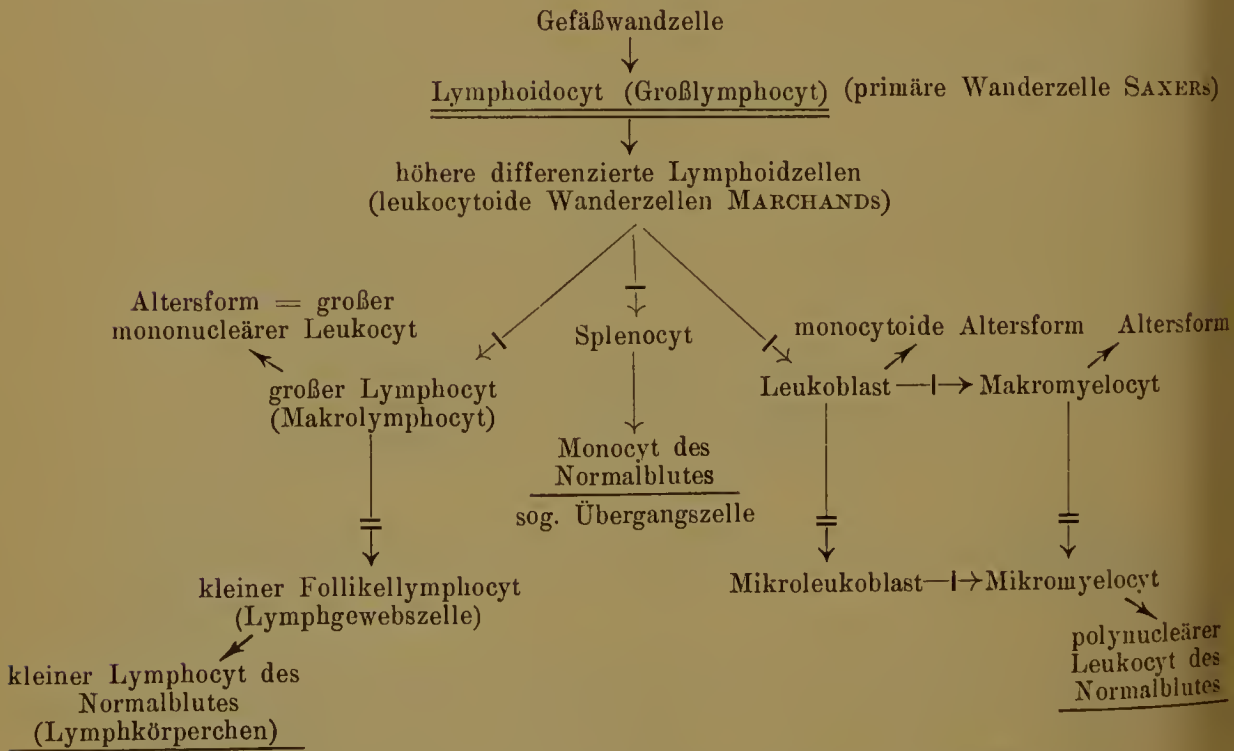 Gefäßwandzelle
Lymphoidocyt (Großlymphocyt) (primäre Wanderzelle SAXERs)
höhere differenzierte Lymphoidzellen
(leukocytoide Wanderzellen MARCHANDs)
Altersform = großer
mononucleärer Leukocyt
Splenocyt
monocytoide Altersform
Altersform
großer Lymphocyt
(Makrolymphocyt)
Leukoblast
Makromyelocyt
Monocyt des
Normalblutes
sog. Übergangszelle
kleiner Follikellymphocyt
(Lymphgewebszelle)
Mikroleukoblast
Mikromyelocyt
kleiner Lymphocyt des
Normalblutes
(Lymphkörperchen)
polynucleärer
Leukocyt des
Normalblutes